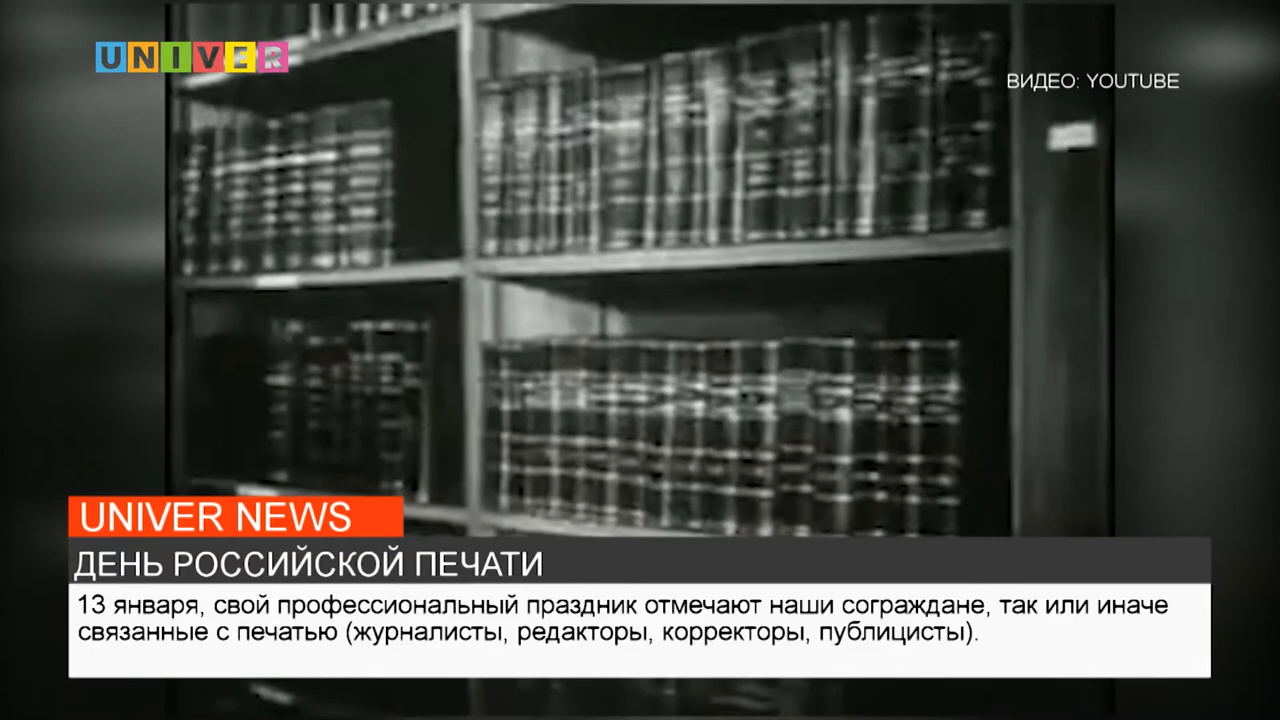 UNIVER
ВИДЕО: YOUTUBE
UNIVER NEWS
ДЕНЬ РОССИЙСКОЙ ПЕЧАТИ
13 января, свой профессиональный праздник отмечают наши сограждане, так или иначе
связанные с печатью (журналисты, редакторы, корректоры, публицисты).